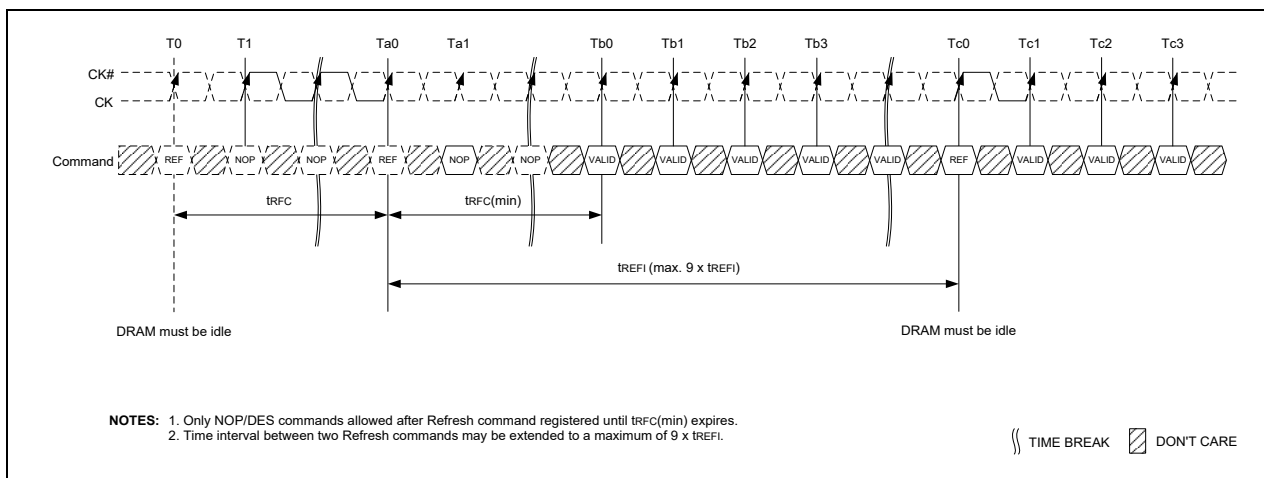 T0 T1 Ta0 Ta1 Tb0 Tb1 Tb2 Tb3 Tc0 Tc1 Tc2 Tc3
CK#
CK
Command REF NOP NOP REF NOP NOP VALID VALID VALID VALID VALID REF VALID VALID VALID
tRFC tRFC(min)
tREFI (max. 9 x tREFI)
DRAM must be idle DRAM must be idle
NOTES: 1. Only NOP/DES commands allowed after Refresh command registered until tRFC(min) expires.
2. Time interval between two Refresh commands may be extended to a maximum of 9 x tREFI.
TIME BREAK DON'T CARE